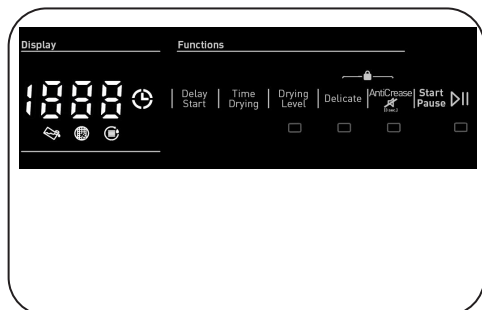 Display
Functions
1888
Delay
Start
Time
Drying
Drying
Level
Delicate
AntiCrease
Start
Pause